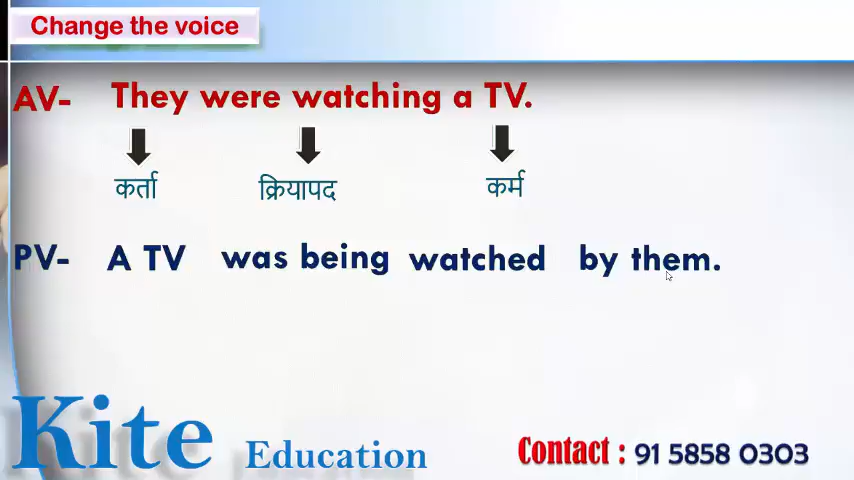 Change the voice
AV- They were watching a TV.
कर्ता क्रियापद कर्म
PV- A TV was being watched by them.
Kite Education
Contact : 91 5858 0303